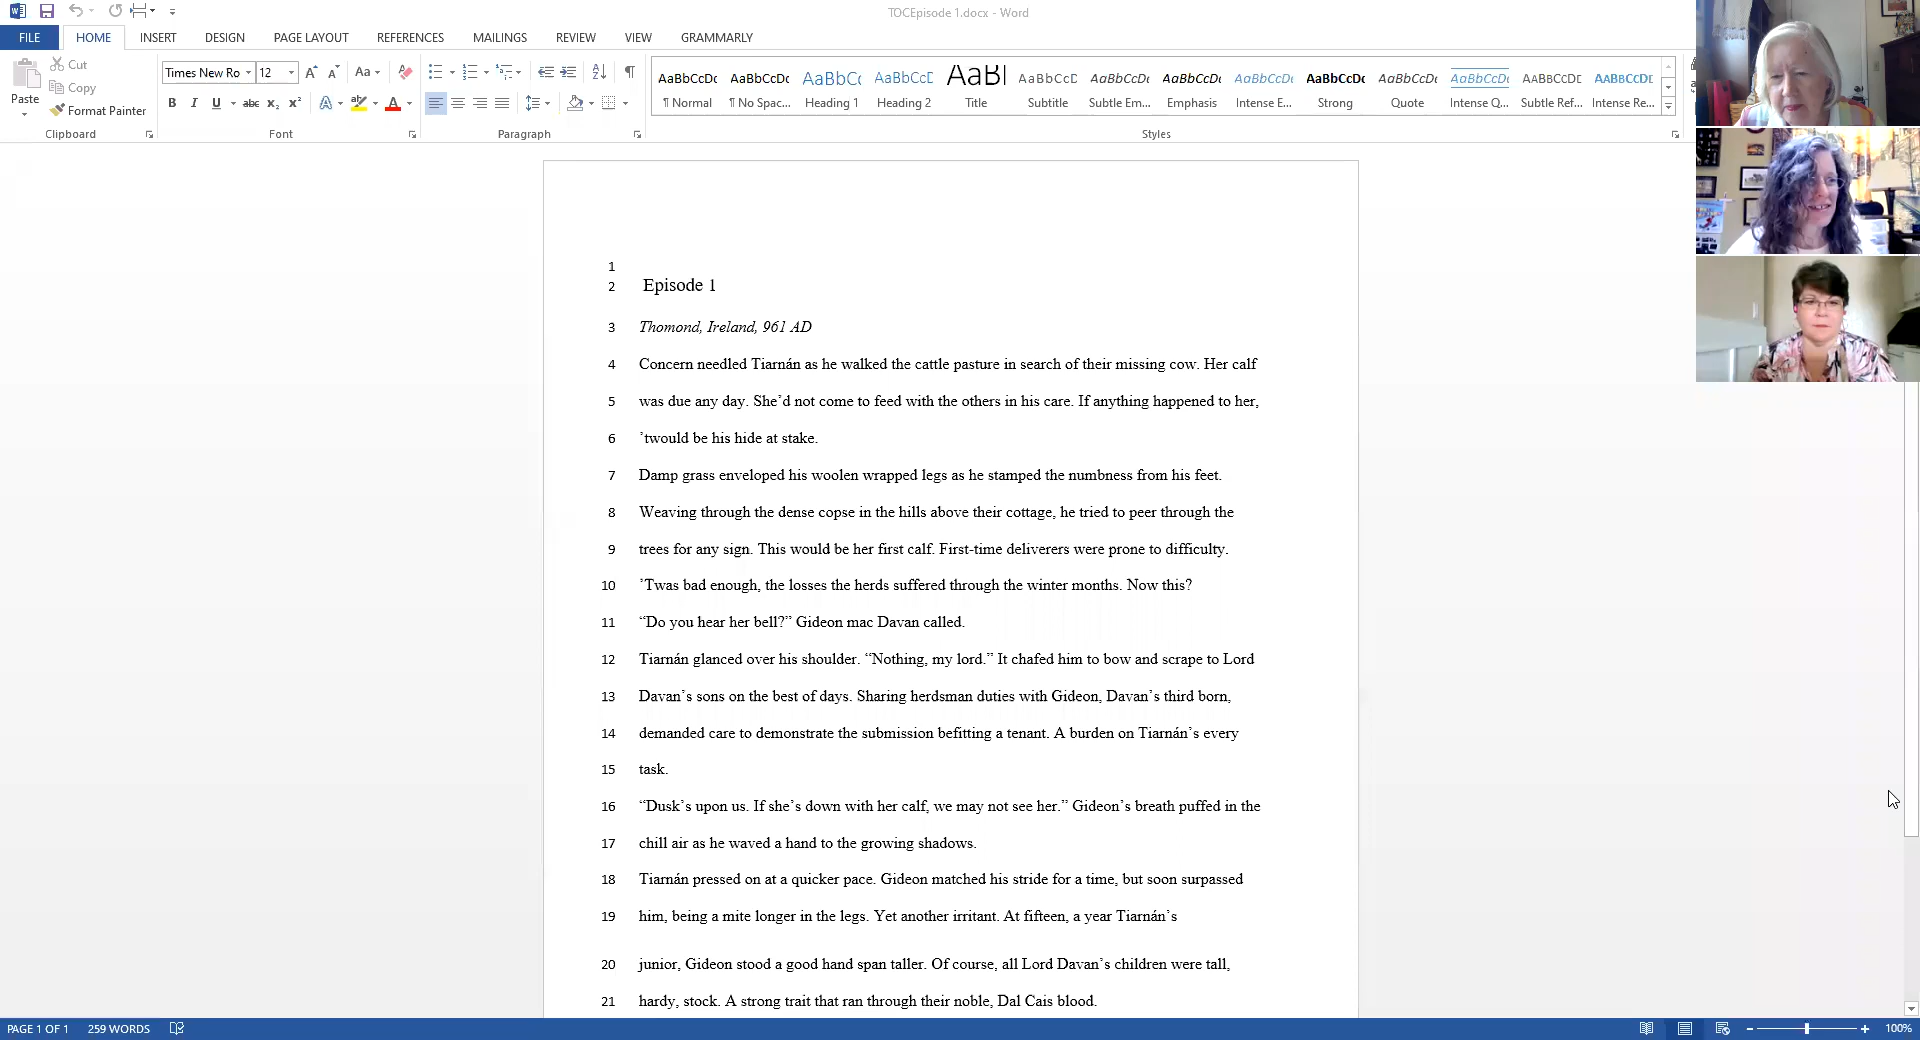 TOCEpisode 1.docx - Word
FILE HOME INSERT DESIGN PAGE LAYOUT REFERENCES MAILINGS REVIEW VIEW GRAMMARLY
Paste
Cut
Copy
Format Painter
Clipboard
Times New Ro 12
Font
Paragraph
AaBbCcDc AaBbCcDc AaBbCc AaBbCcD AaBl AaBbCcD AaBbCcDc AaBbCcDc AaBbCcDc AaBbCcDc AaBbCcDc AaBbCcDc AABBCCDE AABBCCDE
¶ Normal ¶ No Spac... Heading 1 Heading 2 Title Subtitle Subtle Em... Emphasis Intense E... Strong Quote Intense Q... Subtle Ref... Intense Re...
Styles
1
2 Episode 1
3 Thomond, Ireland, 961 AD
4 Concern needled Tiarnán as he walked the cattle pasture in search of their missing cow. Her calf
5 was due any day. She’d not come to feed with the others in his care. If anything happened to her,
6 ’twould be his hide at stake.
7 Damp grass enveloped his woolen wrapped legs as he stamped the numbness from his feet.
8 Weaving through the dense copse in the hills above their cottage, he tried to peer through the
9 trees for any sign. This would be her first calf. First-time deliverers were prone to difficulty.
10 ’Twas bad enough, the losses the herds suffered through the winter months. Now this?
11 “Do you hear her bell?” Gideon mac Davan called.
12 Tiarnán glanced over his shoulder. “Nothing, my lord.” It chafed him to bow and scrape to Lord
13 Davan’s sons on the best of days. Sharing herdsman duties with Gideon, Davan’s third born,
14 demanded care to demonstrate the submission befitting a tenant. A burden on Tiarnán’s every
15 task.
16 “Dusk’s upon us. If she’s down with her calf, we may not see her.” Gideon’s breath puffed in the
17 chill air as he waved a hand to the growing shadows.
18 Tiarnán pressed on at a quicker pace. Gideon matched his stride for a time, but soon surpassed
19 him, being a mite longer in the legs. Yet another irritant. At fifteen, a year Tiarnán’s
20 junior, Gideon stood a good hand span taller. Of course, all Lord Davan’s children were tall,
21 hardy, stock. A strong trait that ran through their noble, Dal Cais blood.
PAGE 1 OF 1 259 WORDS 100%